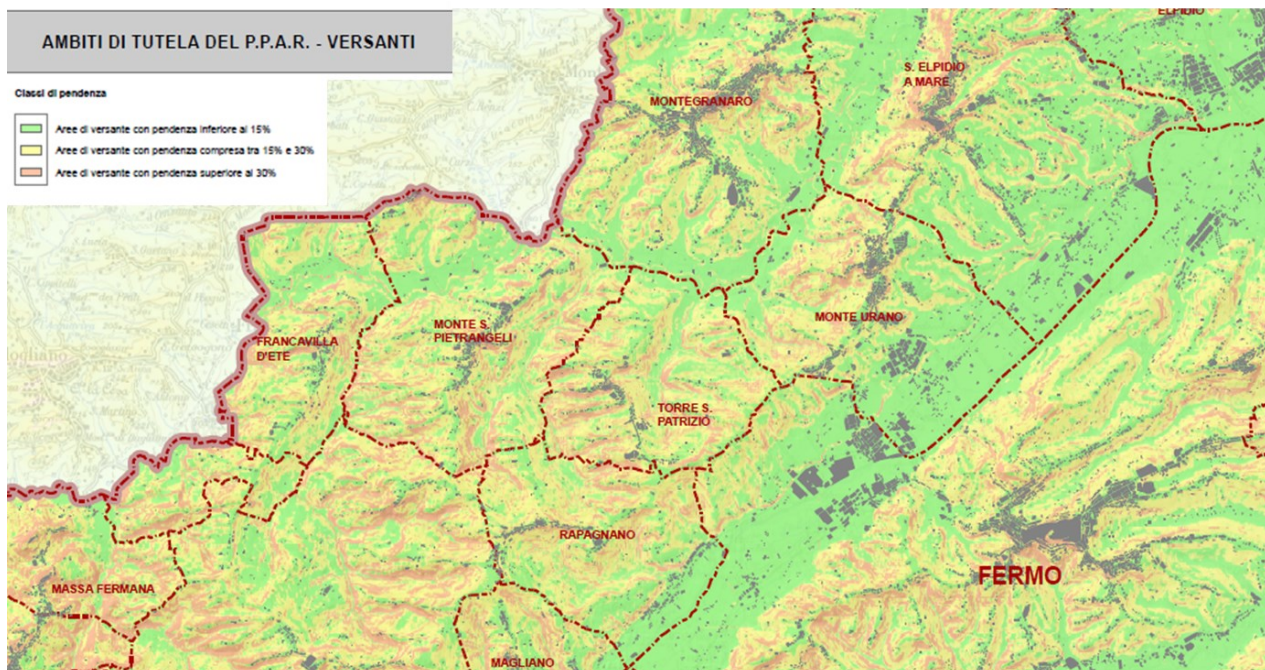 AMBITI DI TUTELA DEL P.P.A.R. - VERSANTI
Classi di pendenza
Aree di versante con pendenza inferiore al 15%
Aree di versante con pendenza compresa tra 15% e 30%
Aree di versante con pendenza superiore al 30%
ELPIDIO
S. ELPIDIO
A MARE
MONTEGRANARO
MONTE S.
PIETRANGELI
MONTE URANO
FRANCAVILLA
D'ETE
TORRE S.
PATRIZIO
RAPAGNANO
FERMO
MASSA FERMANA
MAGLIANO